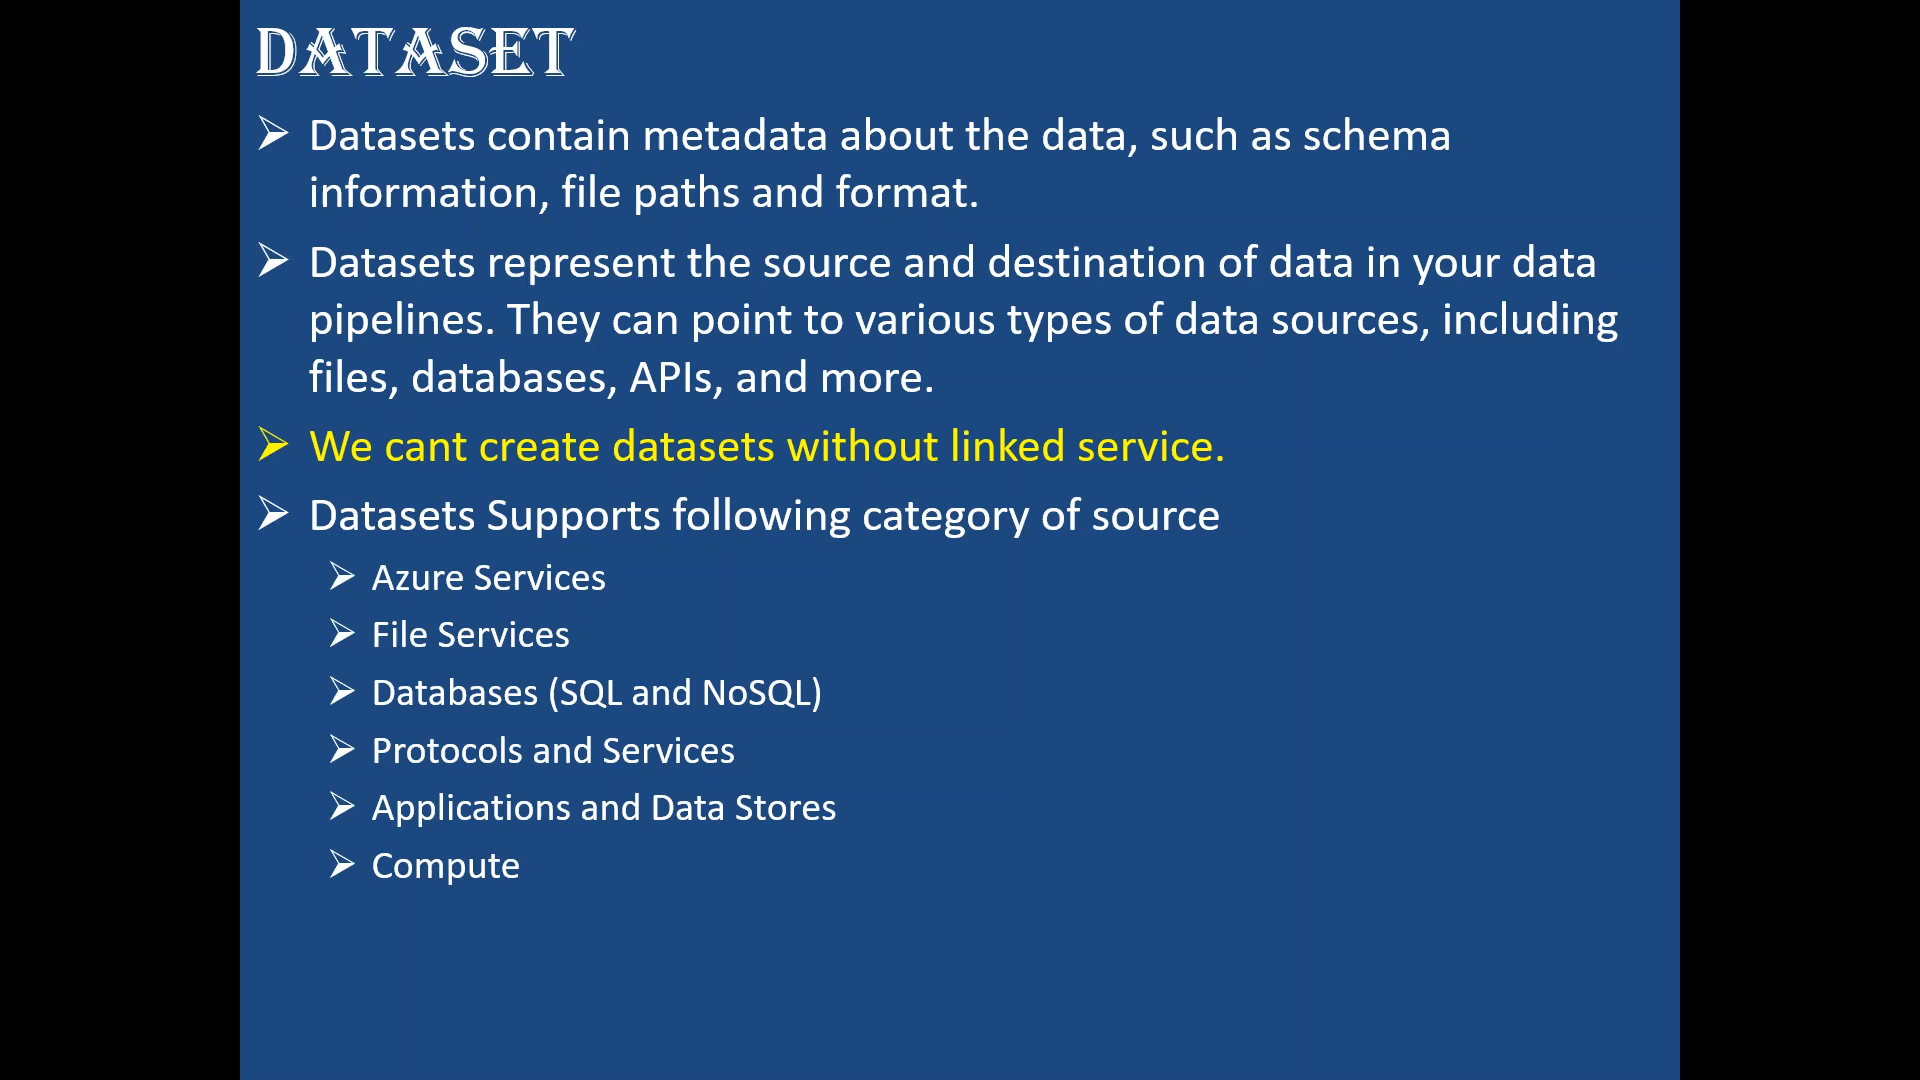 DATASET
Datasets contain metadata about the data, such as schema
information, file paths and format.
Datasets represent the source and destination of data in your data
pipelines. They can point to various types of data sources, including
files, databases, APIs, and more.
We cant create datasets without linked service.
Datasets Supports following category of source
Azure Services
File Services
Databases (SQL and NoSQL)
Protocols and Services
Applications and Data Stores
Compute